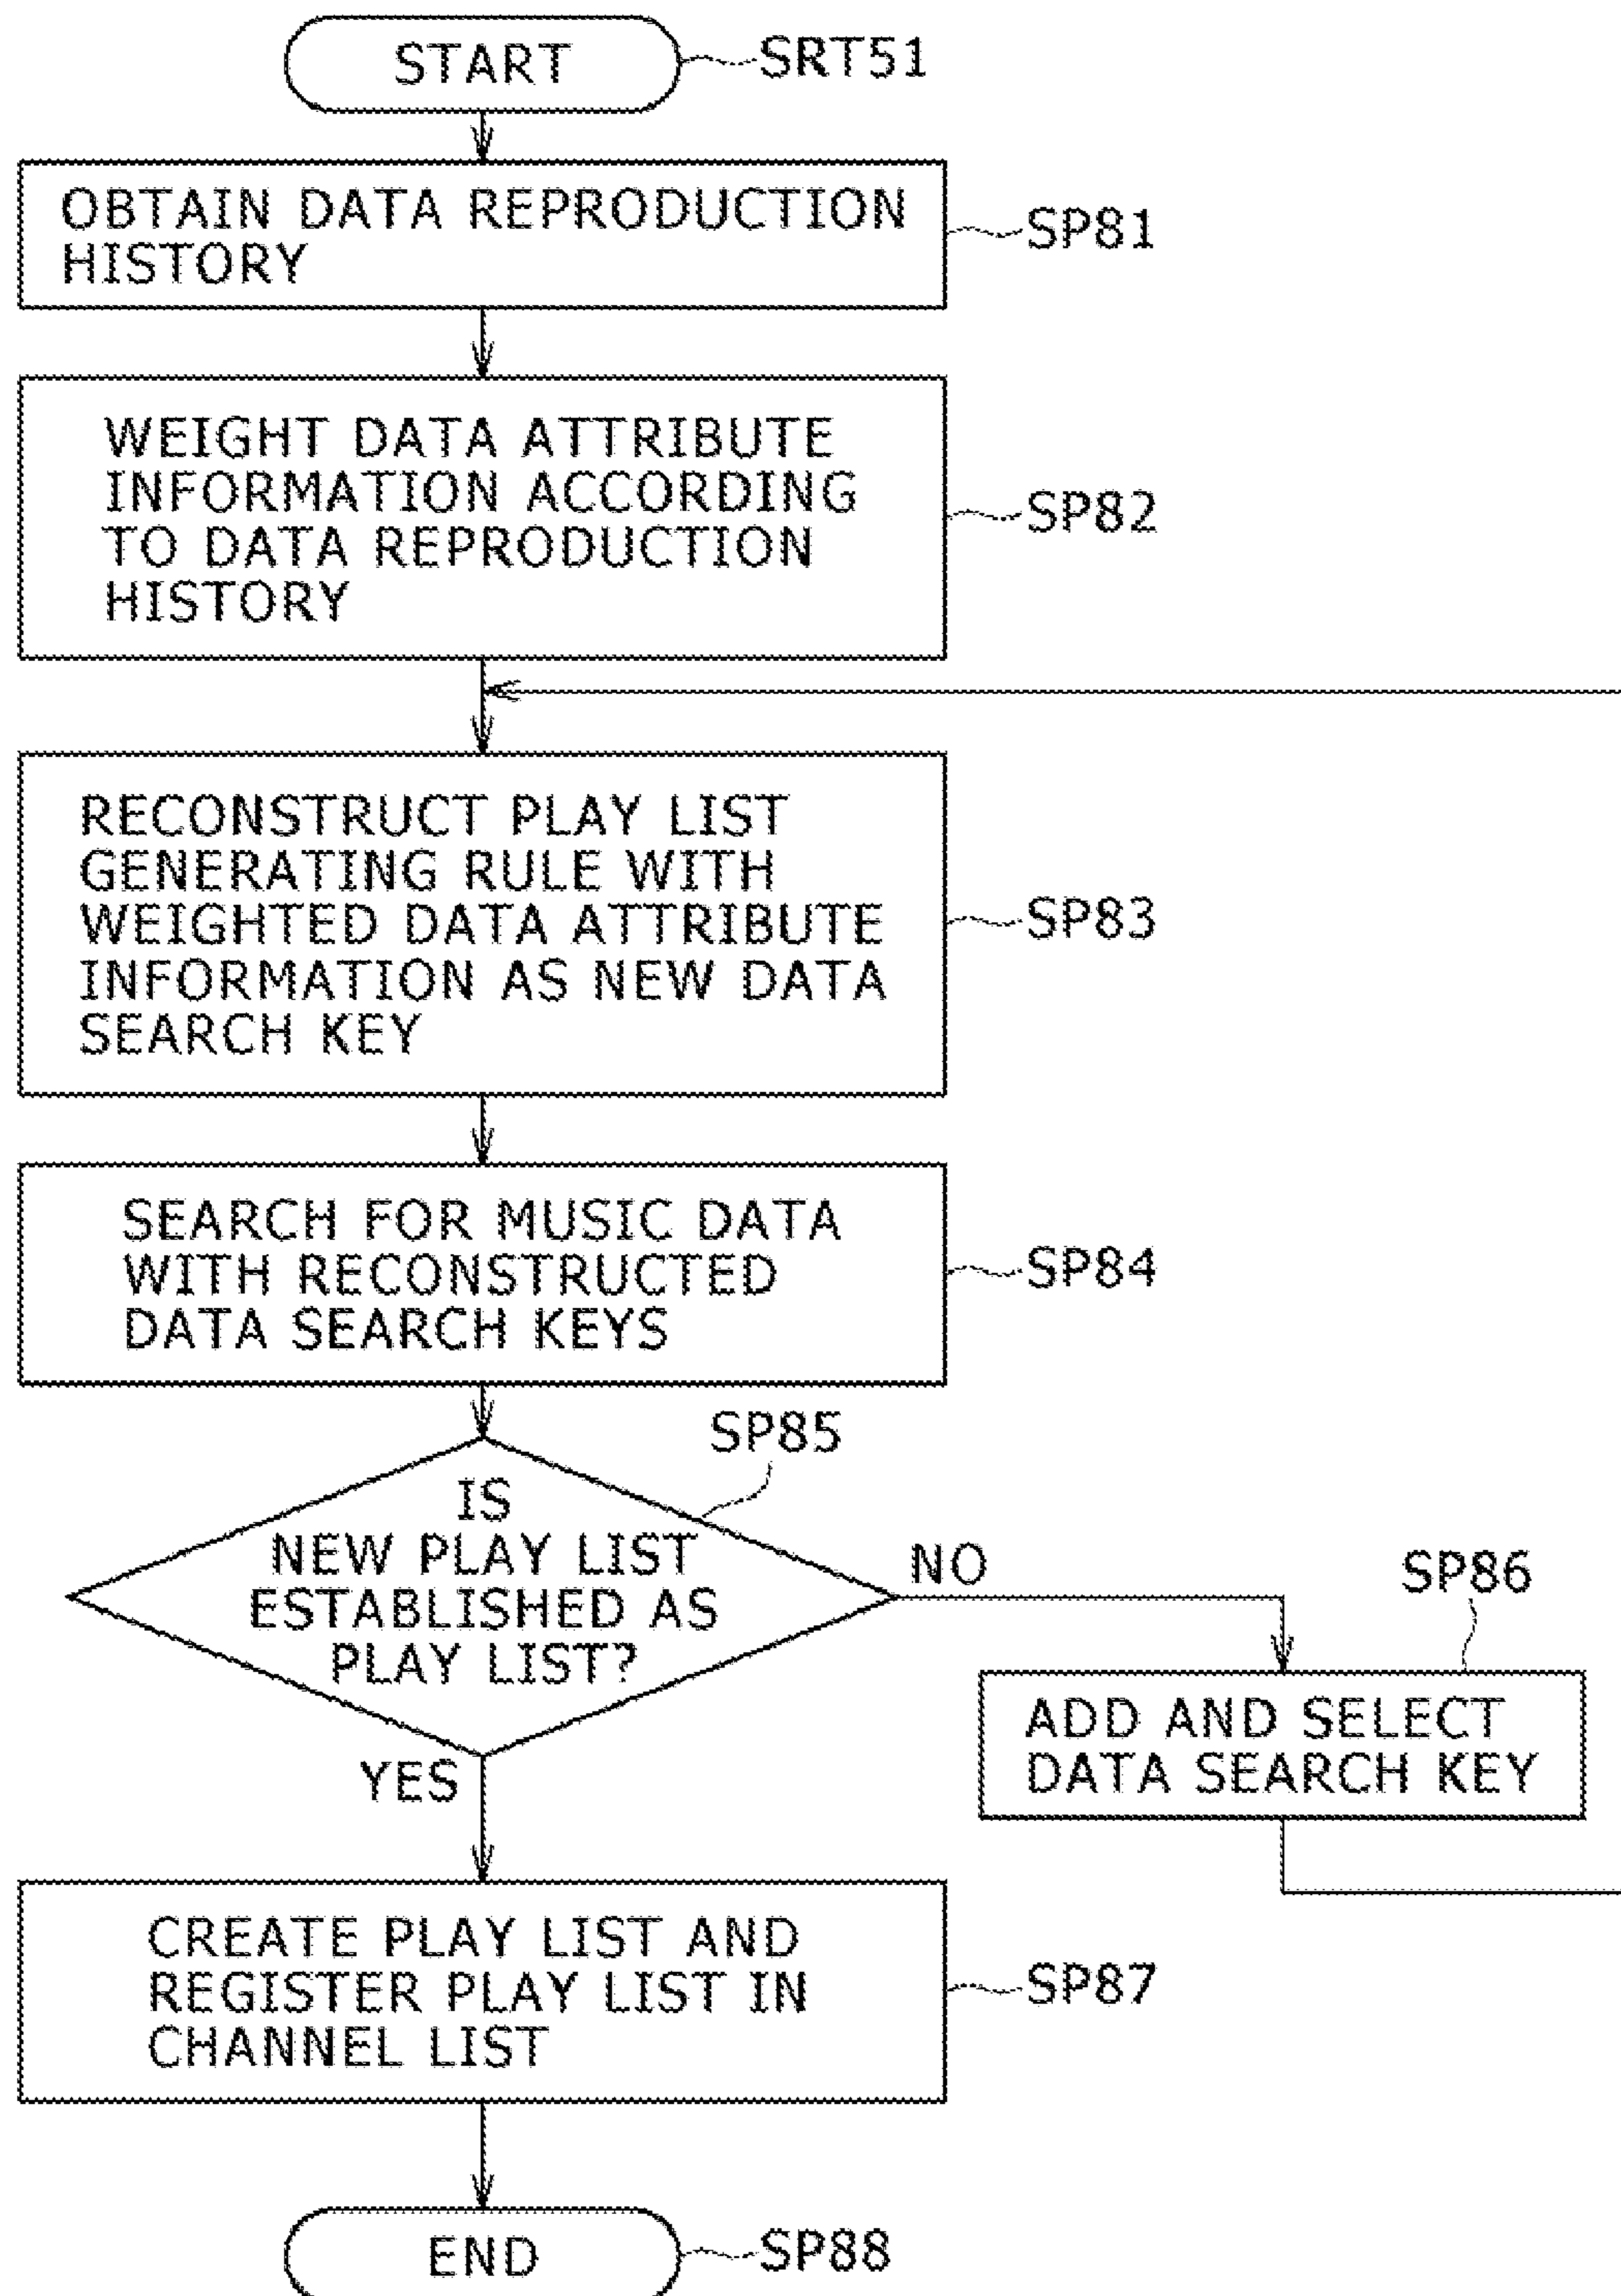 START
SRT51
OBTAIN DATA REPRODUCTION
HISTORY
SP81
WEIGHT DATA ATTRIBUTE
INFORMATION ACCORDING
TO DATA REPRODUCTION
HISTORY
SP82
RECONSTRUCT PLAY LIST
GENERATING RULE WITH
WEIGHTED DATA ATTRIBUTE
INFORMATION AS NEW DATA
SEARCH KEY
SP83
SEARCH FOR MUSIC DATA
WITH RECONSTRUCTED
DATA SEARCH KEYS
SP84
SP85
IS
NEW PLAY LIST
ESTABLISHED AS
PLAY LIST?
NO
YES
SP86
ADD AND SELECT
DATA SEARCH KEY
CREATE PLAY LIST AND
REGISTER PLAY LIST IN
CHANNEL LIST
SP87
END
SP88